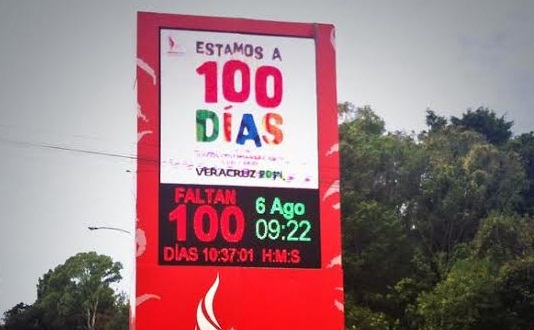 ESTAMOS A
100
DÍAS
VERACRUZ 2014
FALTAN
100
6 Ago
09:22
DÍAS 10:37:01 H:M:S